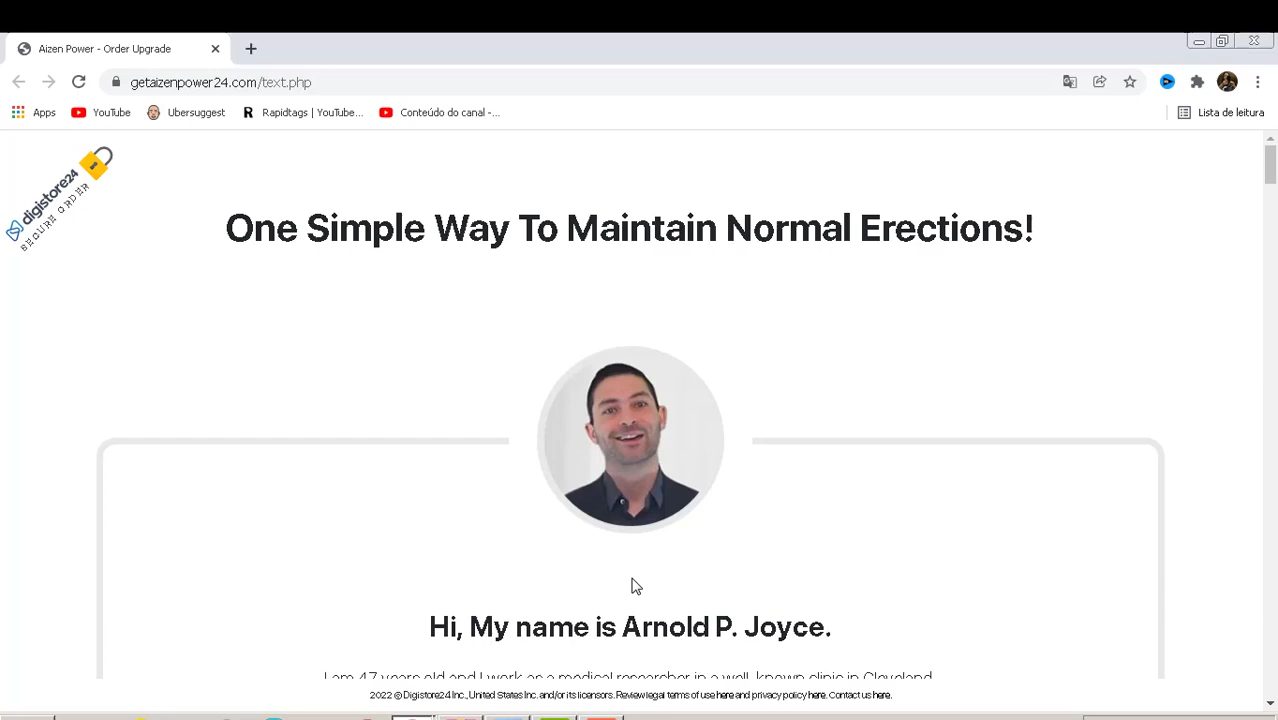 Aizen Power - Order Upgrade
getaizenpower24.com/text.php
Apps
YouTube
Ubersuggest
R Rapidtags | YouTube...
Conteúdo do canal -...
Lista de leitura
digistore24
SECURE ORDER
One Simple Way To Maintain Normal Erections!
Hi, My name is Arnold P. Joyce.
I am 47 years old and I work as a medical researcher in a well-known clinic in Cleveland
2022 © Digistore24 Inc., United States Inc. and/or its licensors. Review legal terms of use here and privacy policy here. Contact us here.